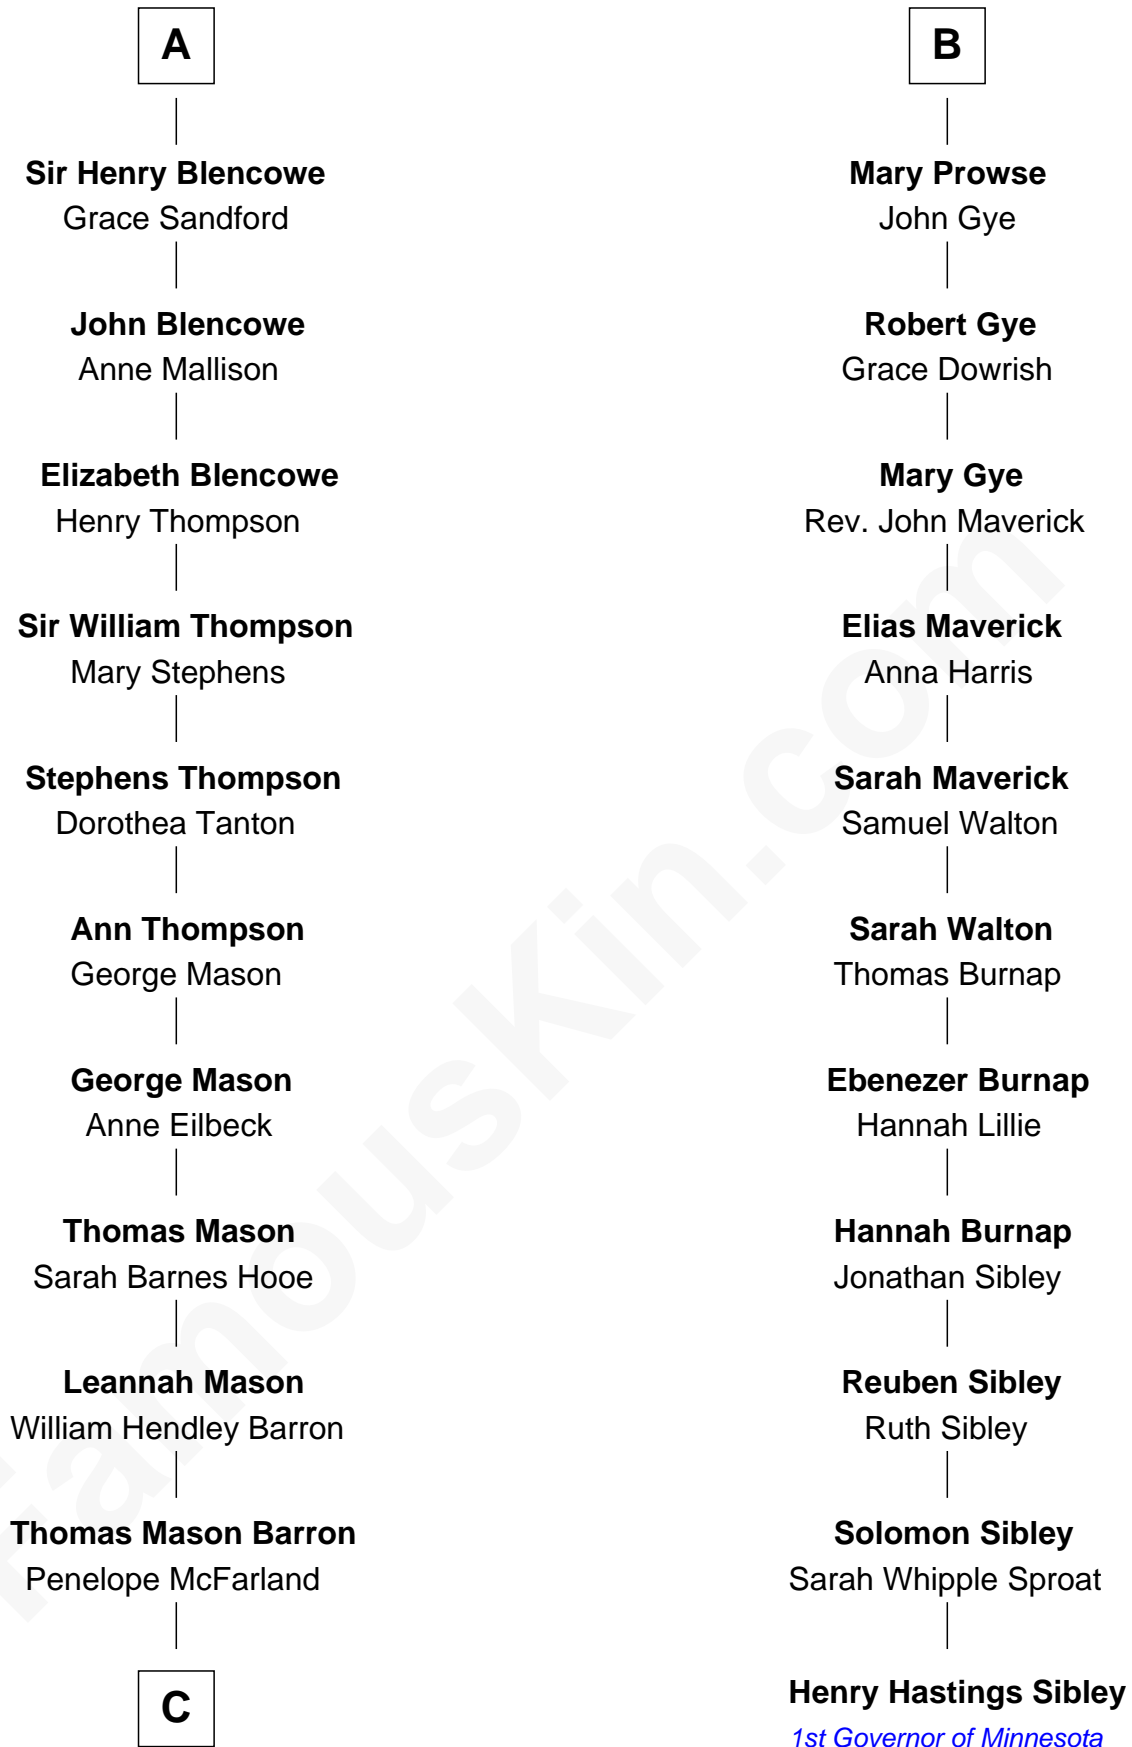 A
Sir Henry Blencowe
Grace Sandford
John Blencowe
Anne Mallison
Elizabeth Blencowe
Henry Thompson
Sir William Thompson
Mary Stephens
Stephens Thompson
Dorothea Tanton
Ann Thompson
George Mason
George Mason
Anne Eilbeck
Thomas Mason
Sarah Barnes Hooe
Leannah Mason
William Hendley Barron
Thomas Mason Barron
Penelope McFarland
C
B
Mary Prowse
John Gye
Robert Gye
Grace Dowrish
Mary Gye
Rev. John Maverick
Elias Maverick
Anna Harris
Sarah Maverick
Samuel Walton
Sarah Walton
Thomas Burnap
Ebenezer Burnap
Hannah Lillie
Hannah Burnap
Jonathan Sibley
Reuben Sibley
Ruth Sibley
Solomon Sibley
Sarah Whipple Sproat
Henry Hastings Sibley
1st Governor of Minnesota
FamousKin.com